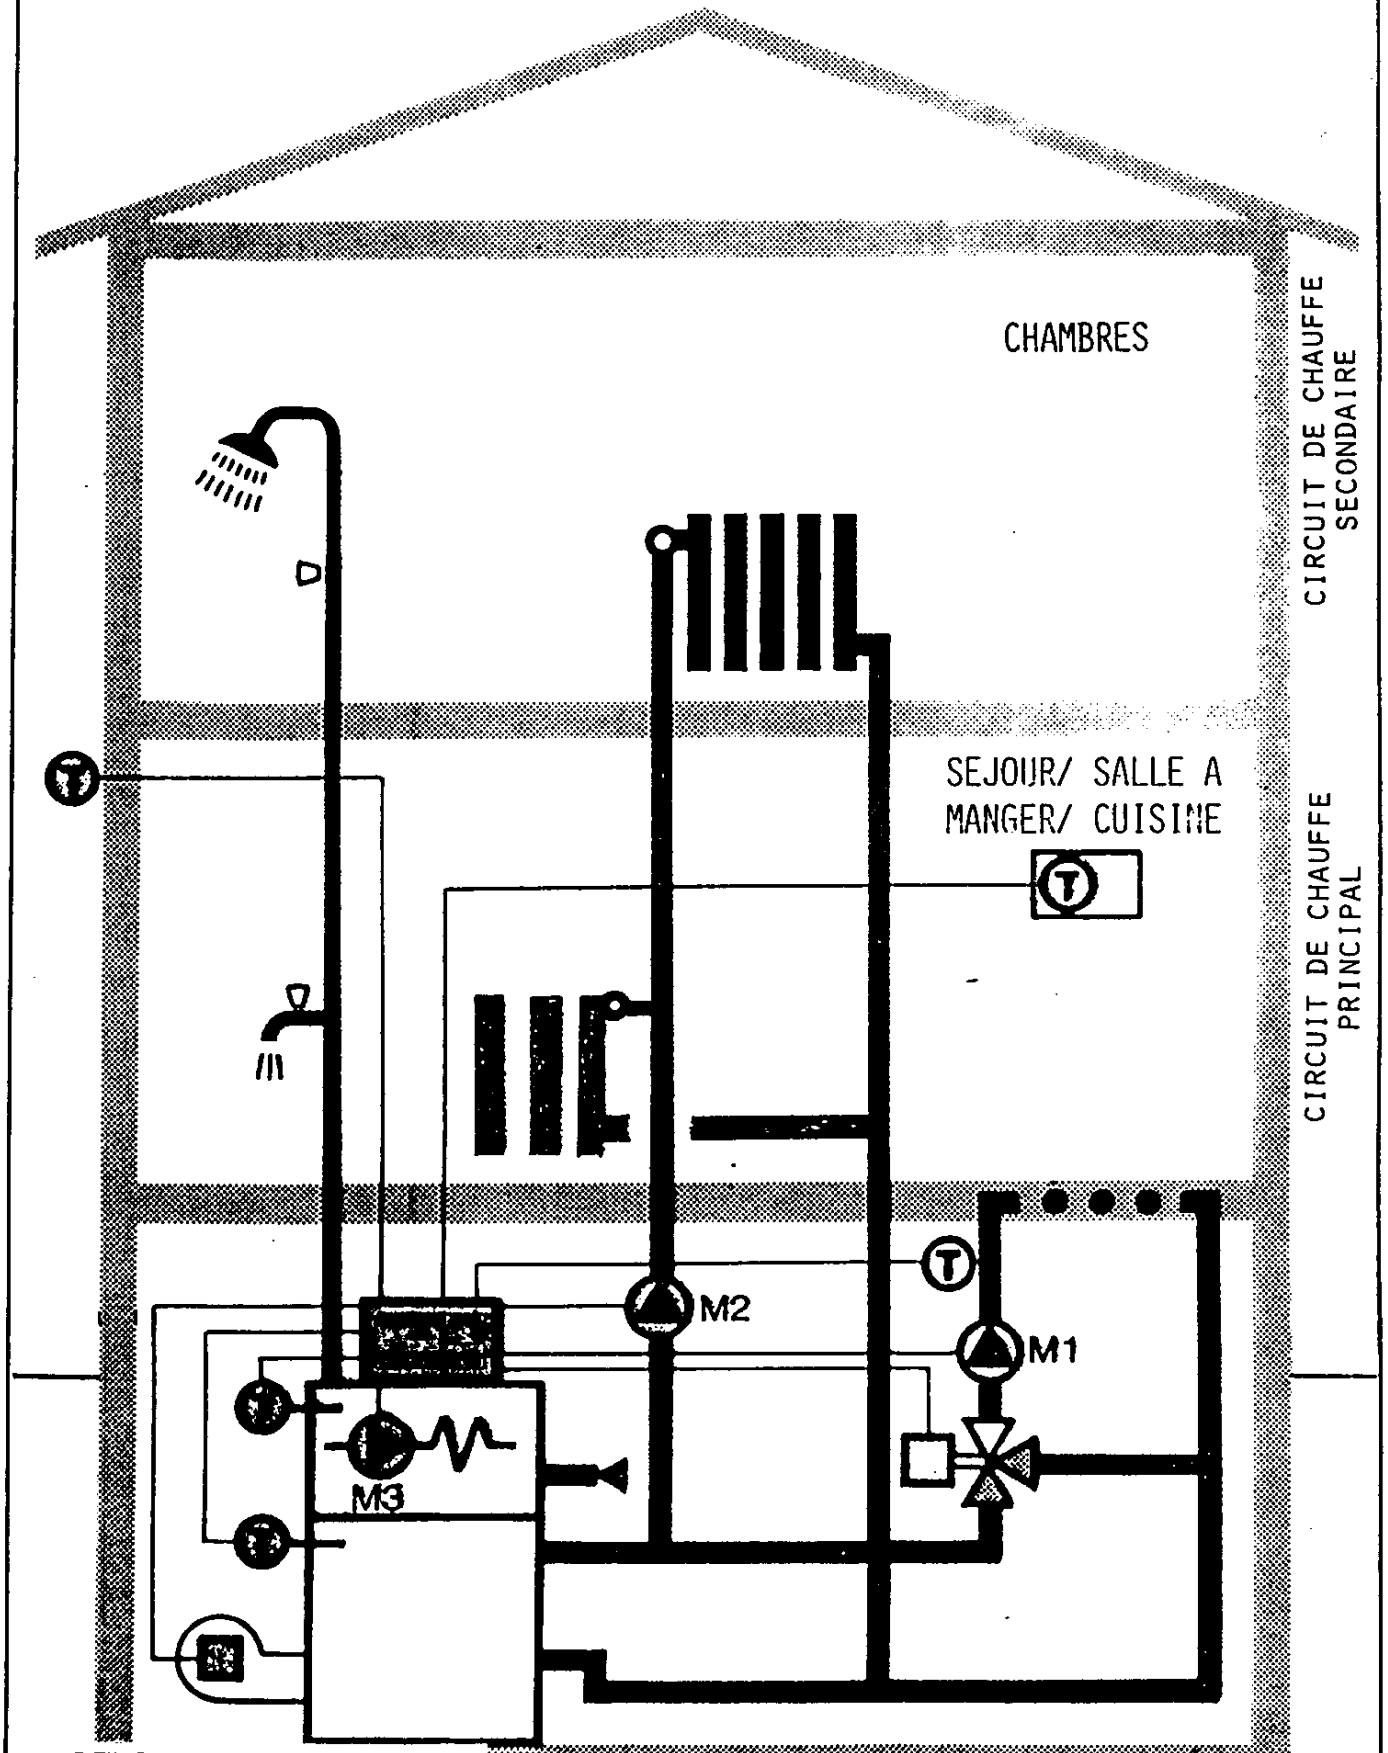 CHAMBRES
CIRCUIT DE CHAUFFE
SECONDAIRE
T
SEJOUR/ SALLE A
MANGER/ CUISINE
T
CIRCUIT DE CHAUFFE
PRINCIPAL
T
M2
M1
M3